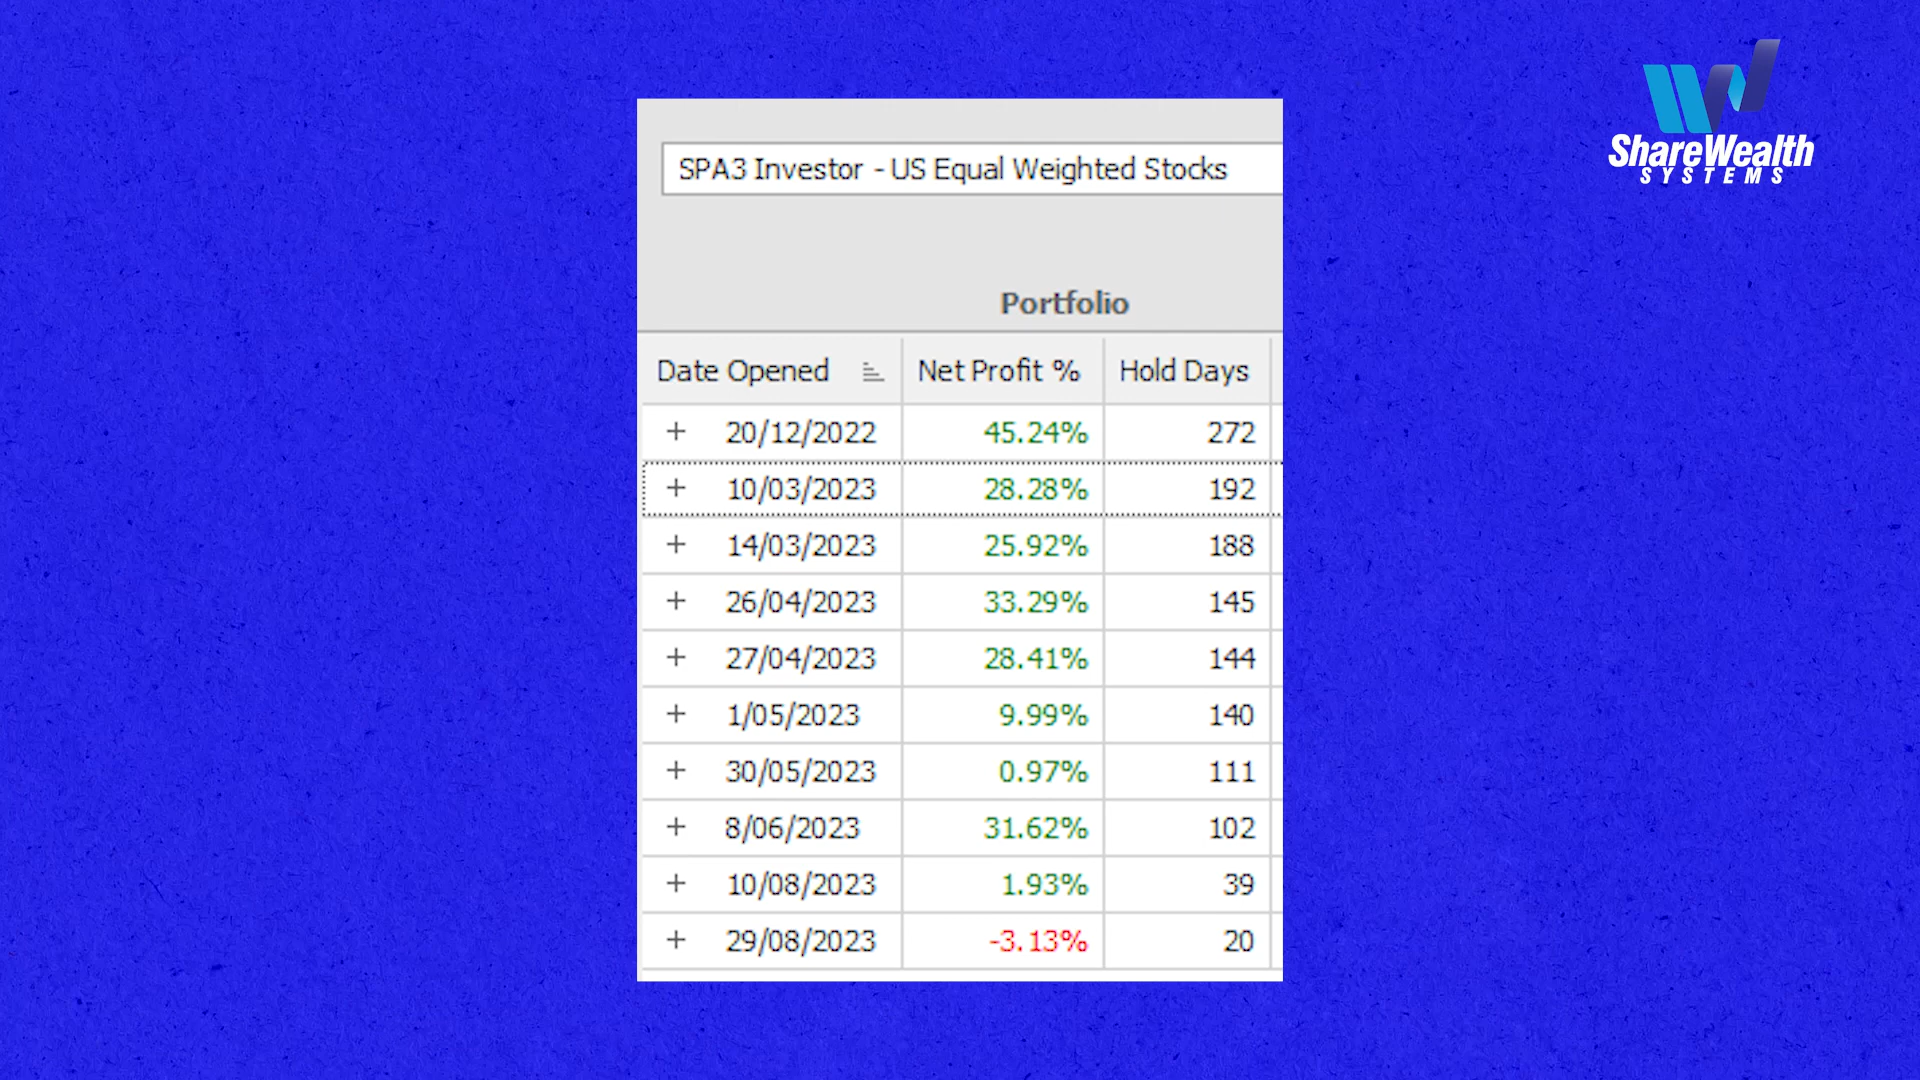 ShareWealth
SYSTEMS
SPA3 Investor - US Equal Weighted Stocks
Portfolio
Date Opened Net Profit % Hold Days
+ 20/12/2022 45.24% 272
+ 10/03/2023 28.28% 192
+ 14/03/2023 25.92% 188
+ 26/04/2023 33.29% 145
+ 27/04/2023 28.41% 144
+ 1/05/2023 9.99% 140
+ 30/05/2023 0.97% 111
+ 8/06/2023 31.62% 102
+ 10/08/2023 1.93% 39
+ 29/08/2023 -3.13% 20